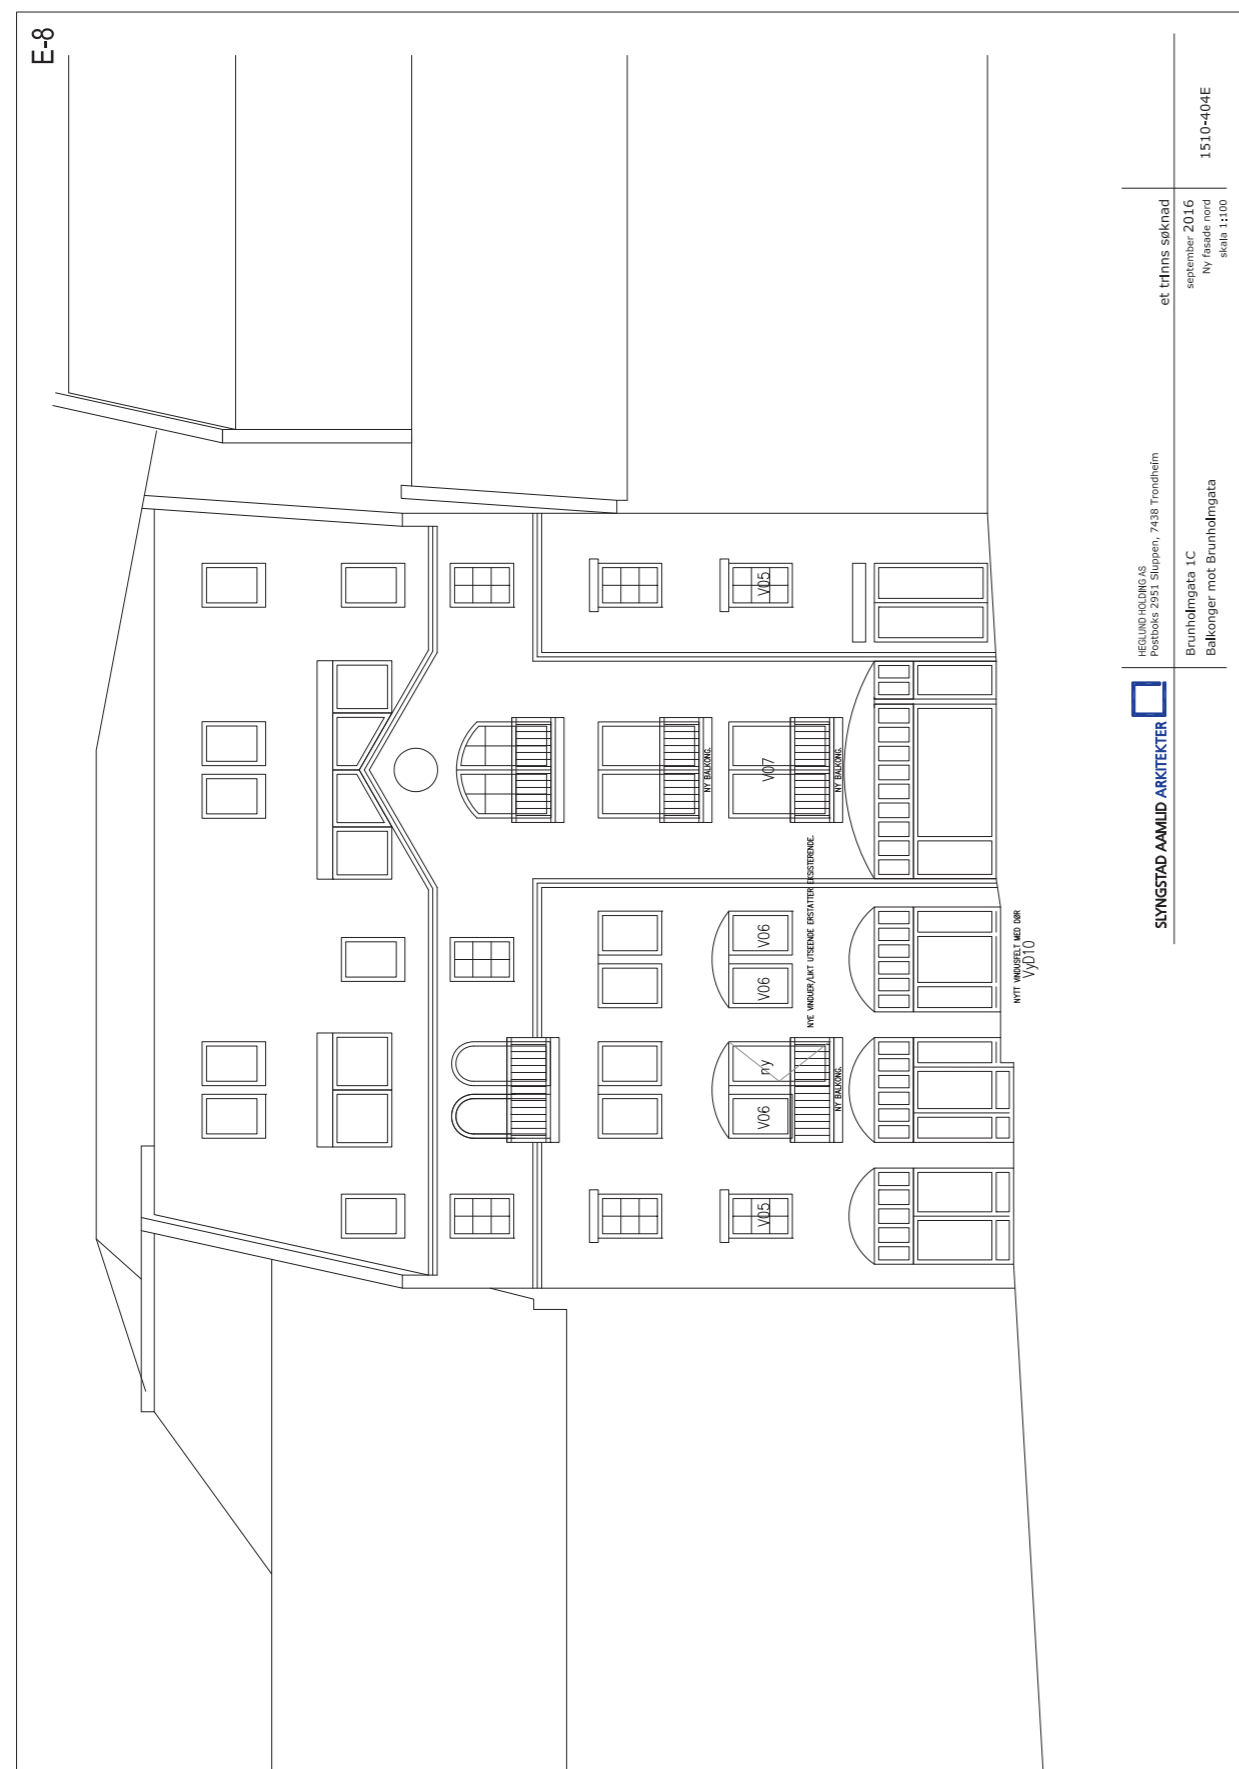 E-8
V05
V07
V06
V06
ny
V06
V05
NY BALKONG.
NY BALKONG.
NY BALKONG.
NYE VINDUER/LIKT UTSEENDE ERSTATTER EKSISTERENDE.
NYTT VINDUSFELT MED DØR
VyD10
SLYNGSTAD AAMLID ARKITEKTER
HEGLUND HOLDING AS
Postboks 2951 Sluppen, 7438 Trondheim
et trinns søknad
Brunholmgata 1C
Balkonger mot Brunholmgata
september 2016
Ny fasade nord
skala 1:100
1510-404E